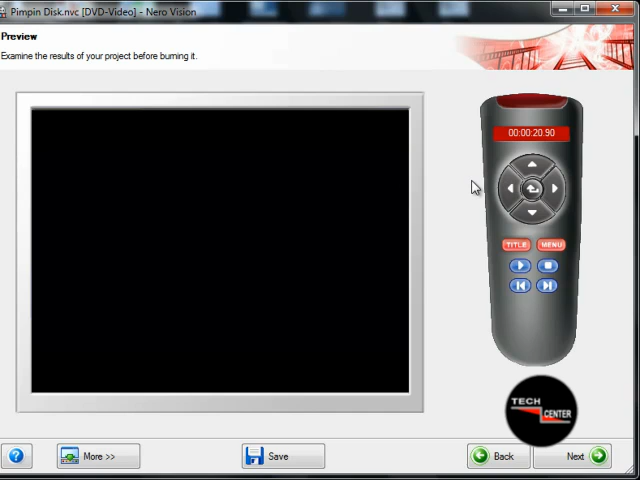 Pimpin Disk.nvc [DVD-Video] - Nero Vision
Preview
Examine the results of your project before burning it.
00:00:20.90
TITLE MENU
TECH
CENTER
? More >> Save Back Next